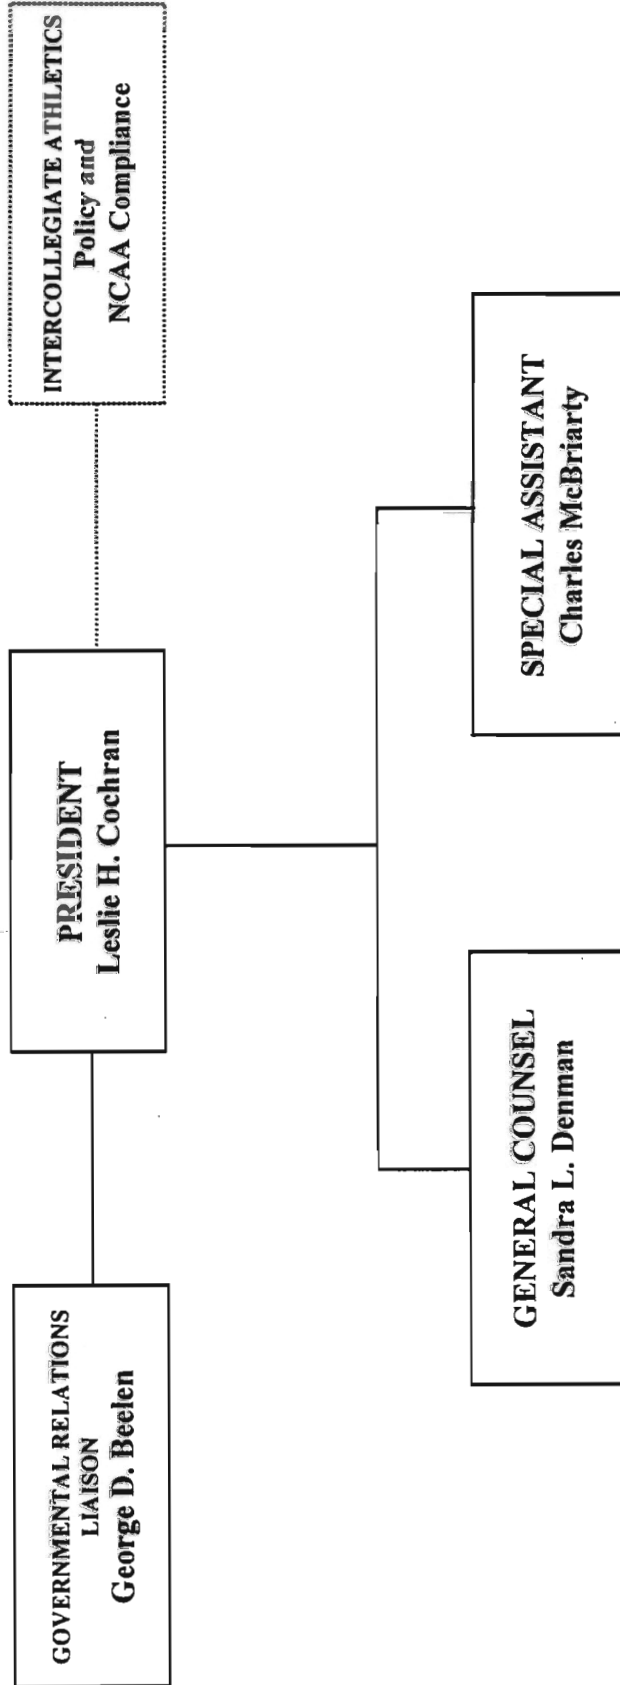 GOVERNMENTAL RELATIONS
LIAISON
George D. Beelen
PRESIDENT
Leslie H. Cochran
INTERCOLLEGIATE ATHLETICS
Policy and
NCAA Compliance
GENERAL COUNSEL
Sandra L. Denman
SPECIAL ASSISTANT
Charles McBriarty